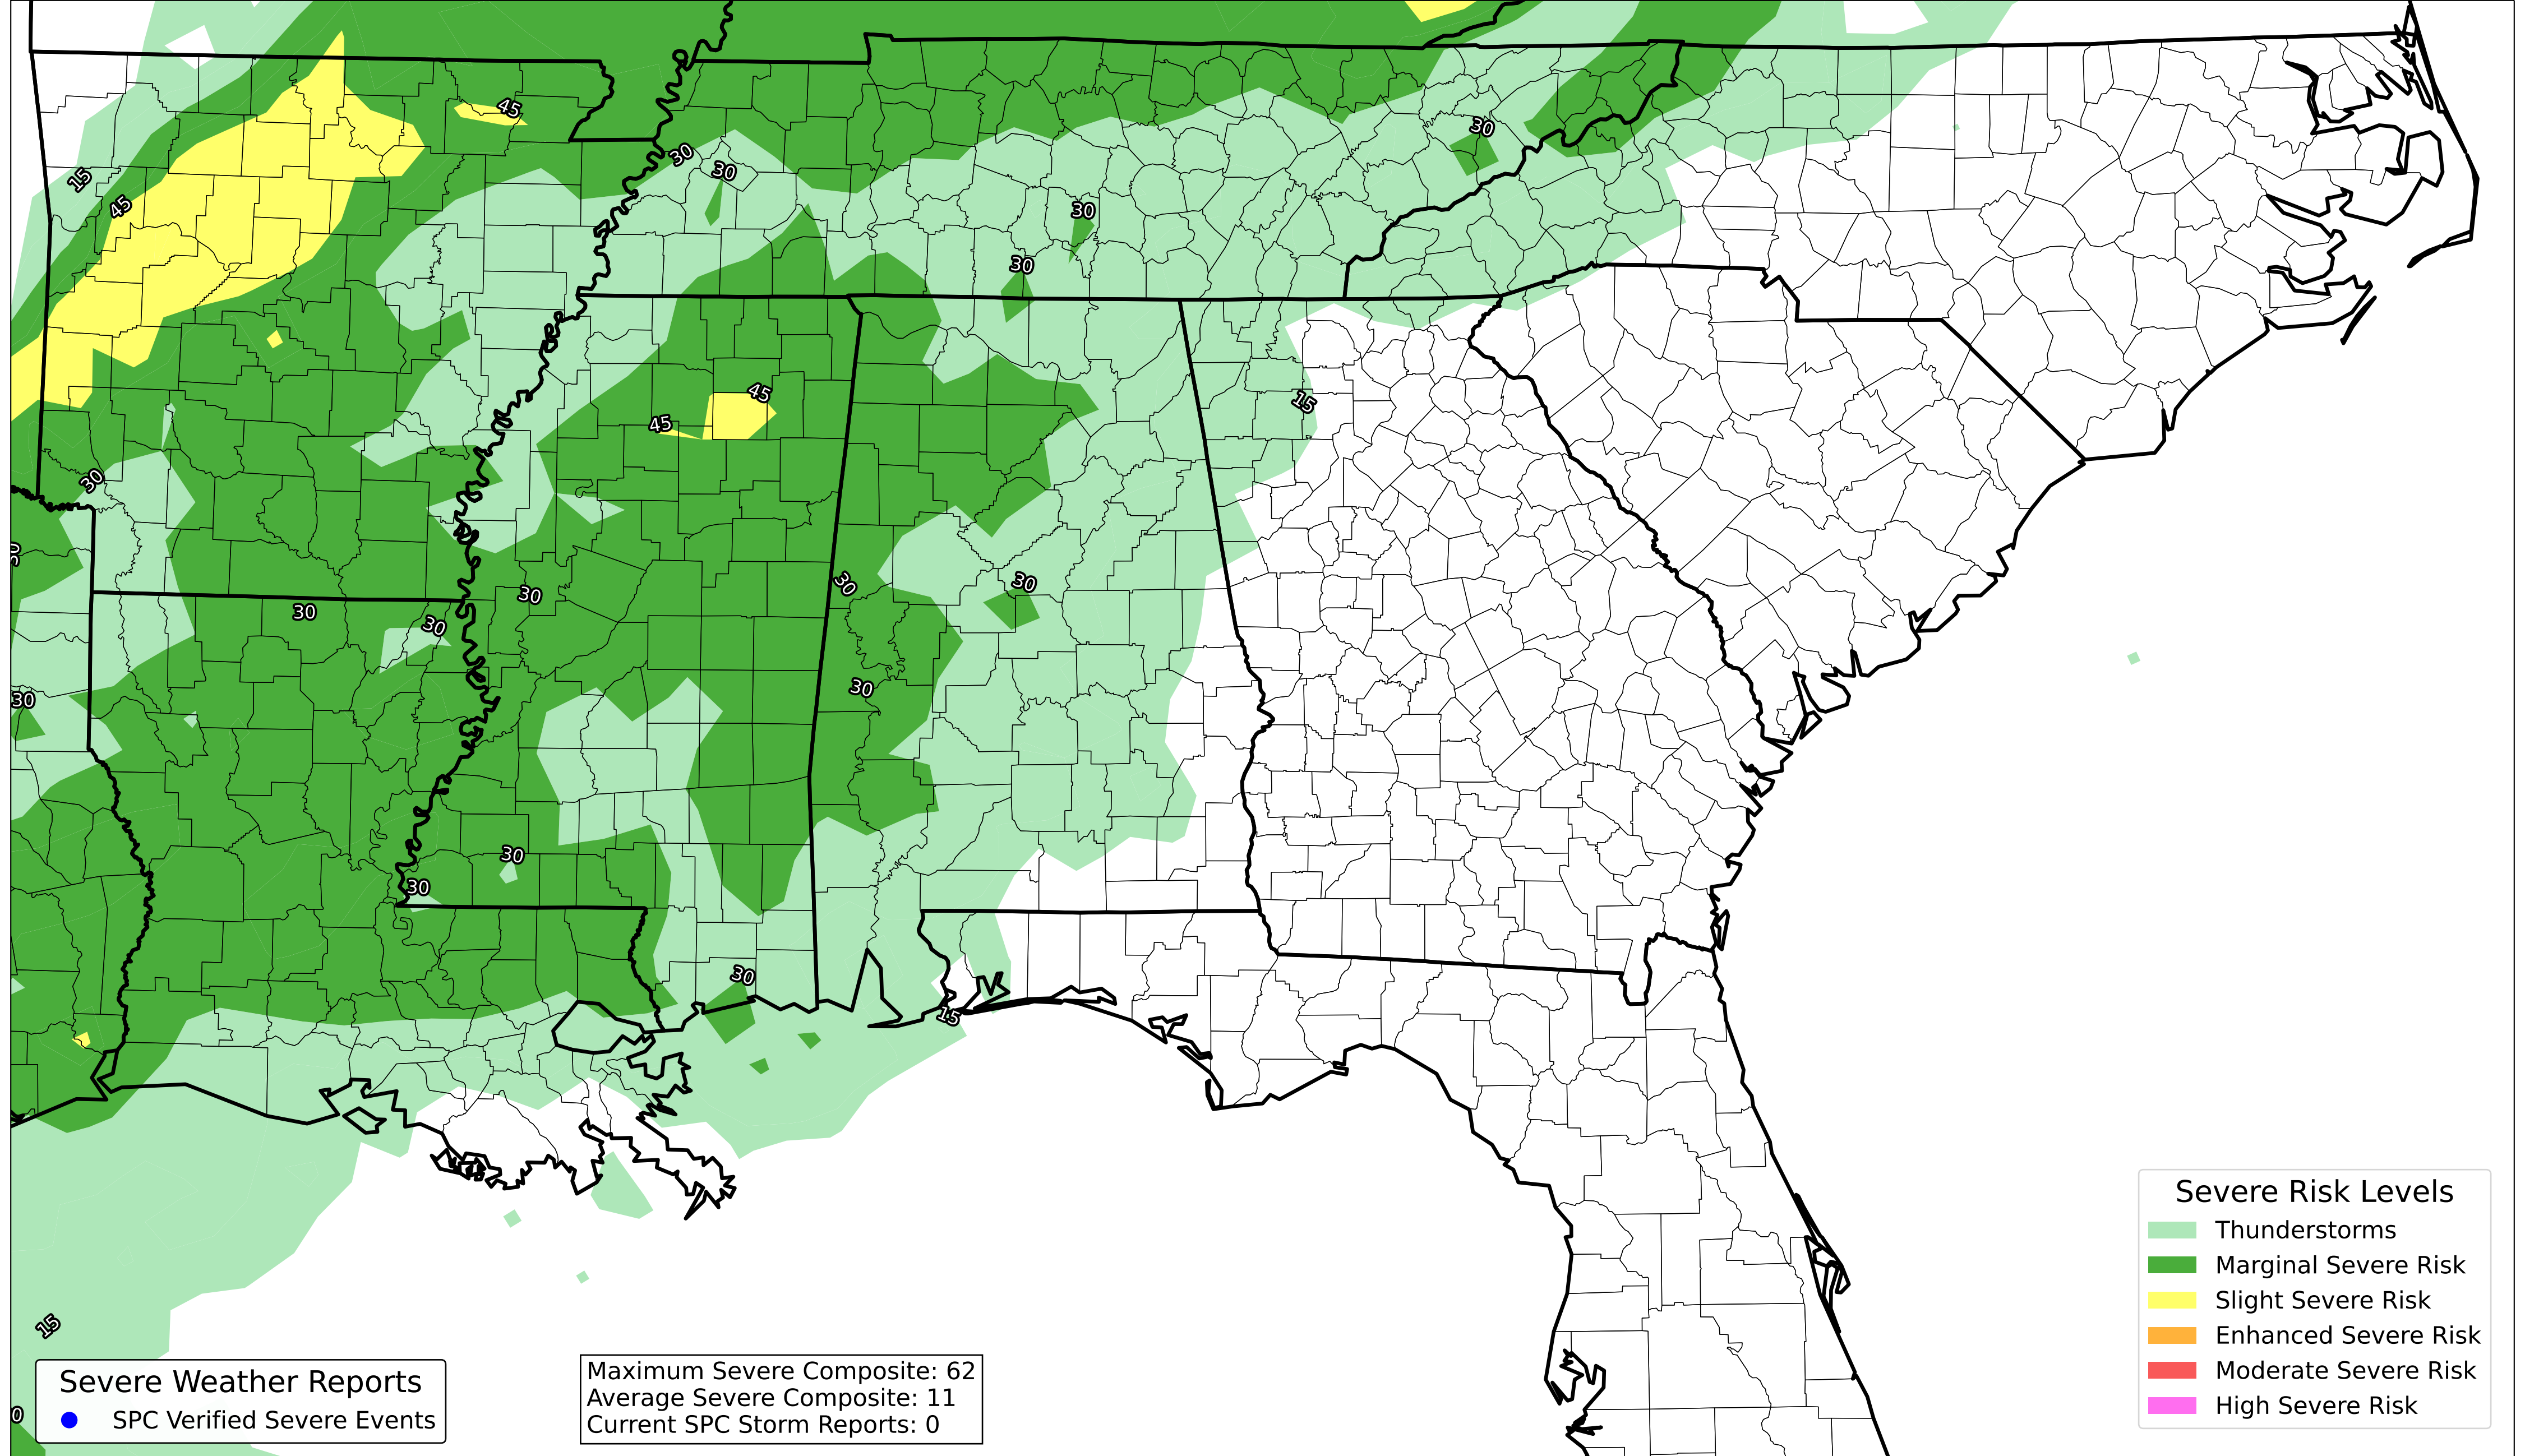 45
30
15
30
30
45
30
30
45
15
45
30
30
30
30
30
30
30
30
30
30
30
30
15
15
Severe Risk Levels
Thunderstorms
Marginal Severe Risk
Slight Severe Risk
Enhanced Severe Risk
Moderate Severe Risk
High Severe Risk
Severe Weather Reports
SPC Verified Severe Events
Maximum Severe Composite: 62
Average Severe Composite: 11
Current SPC Storm Reports: 0